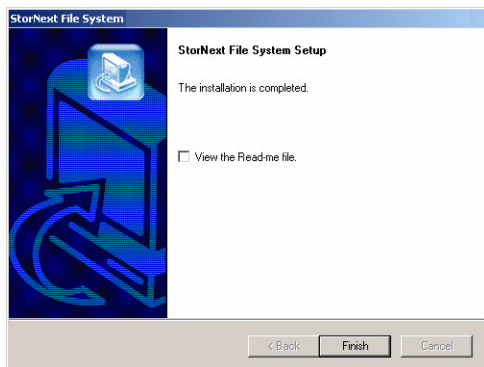 StorNext File System
StorNext File System Setup
The installation is completed.
View the Read-me file.
< Back Finish Cancel